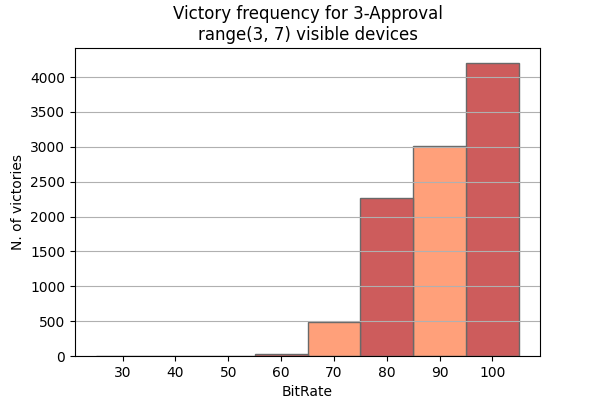 Victory frequency for 3-Approval
range(3, 7) visible devices
N. of victories
4000
3500
3000
2500
2000
1500
1000
500
0
30 40 50 60 70 80 90 100
BitRate